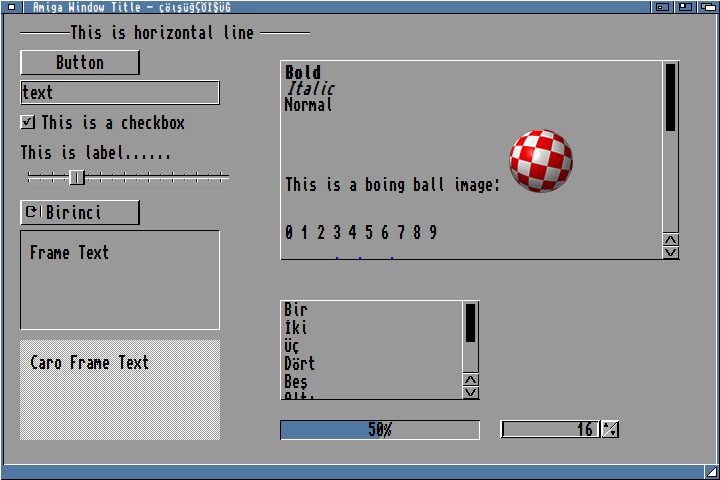 Amiga Window Title - çöışüğÇÖİŞÜĞ
This is horizontal line
Button
text
This is a checkbox
This is label......
Birinci
Frame Text
Caro Frame Text
Bold
Italic
Normal
This is a boing ball image:
0 1 2 3 4 5 6 7 8 9
Bir
İki
Üç
Dört
Beş
50%
16